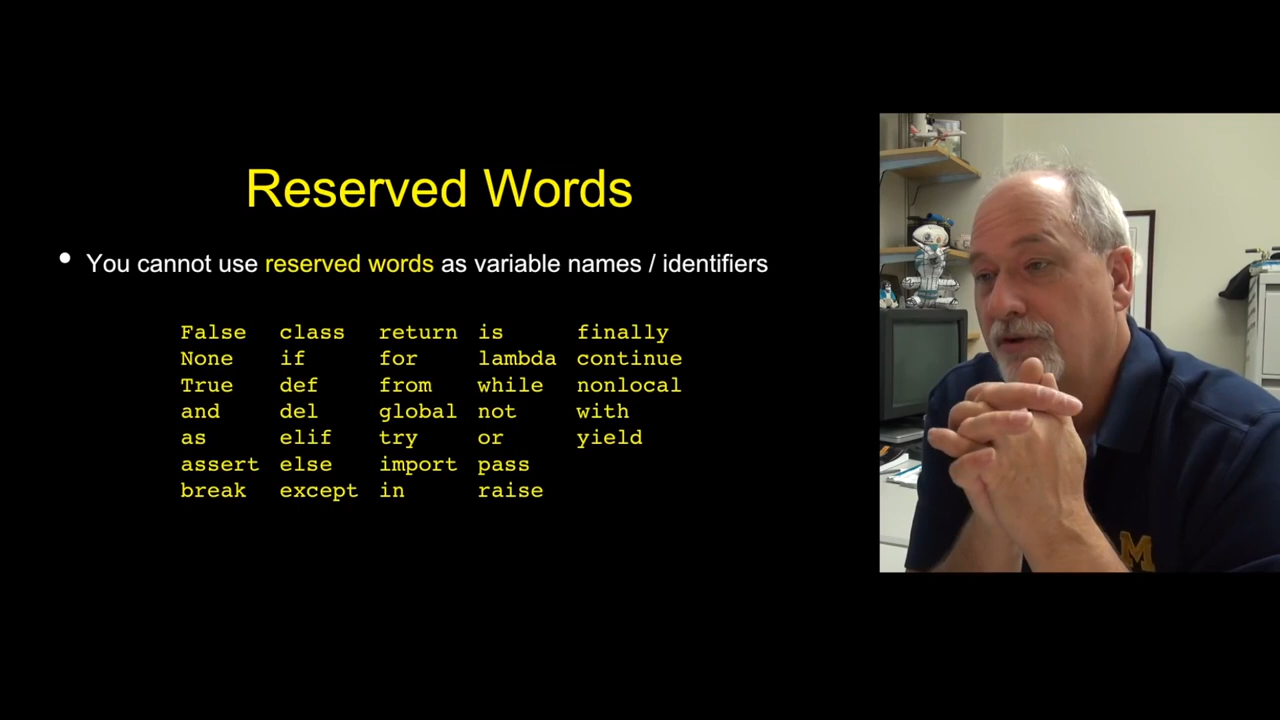 Reserved Words
• You cannot use reserved words as variable names / identifiers
False class return is finally
None if for lambda continue
True def from while nonlocal
and del global not with
as elif try or yield
assert else import pass
break except in raise
M